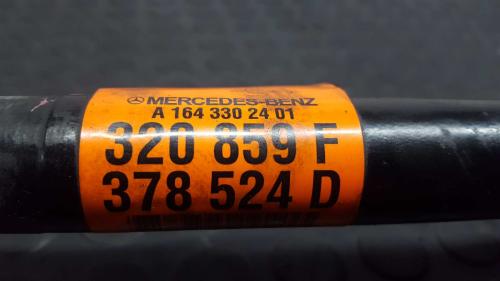 MERCEDES-BENZ
A 164 330 24 01
320 859 F
378 524 D